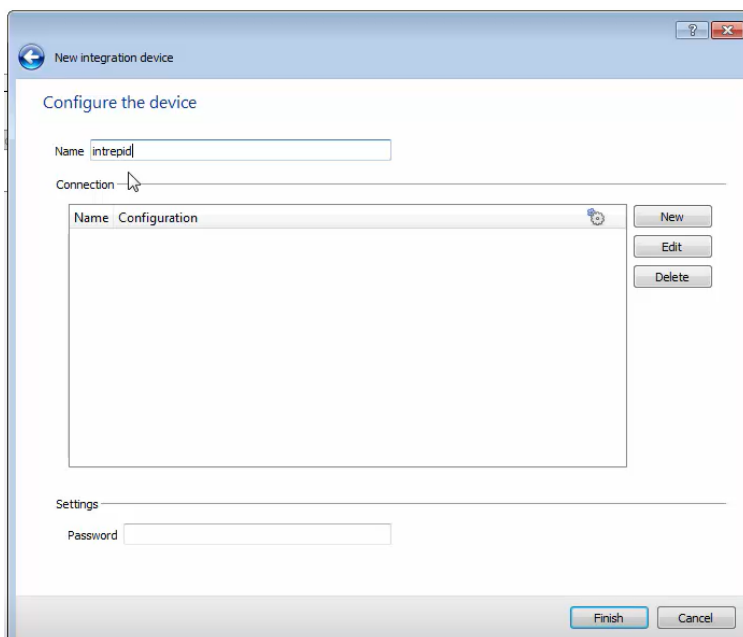 ?
New integration device
Configure the device
Name intrepid
Connection
Name Configuration
New
Edit
Delete
Settings
Password
Finish Cancel